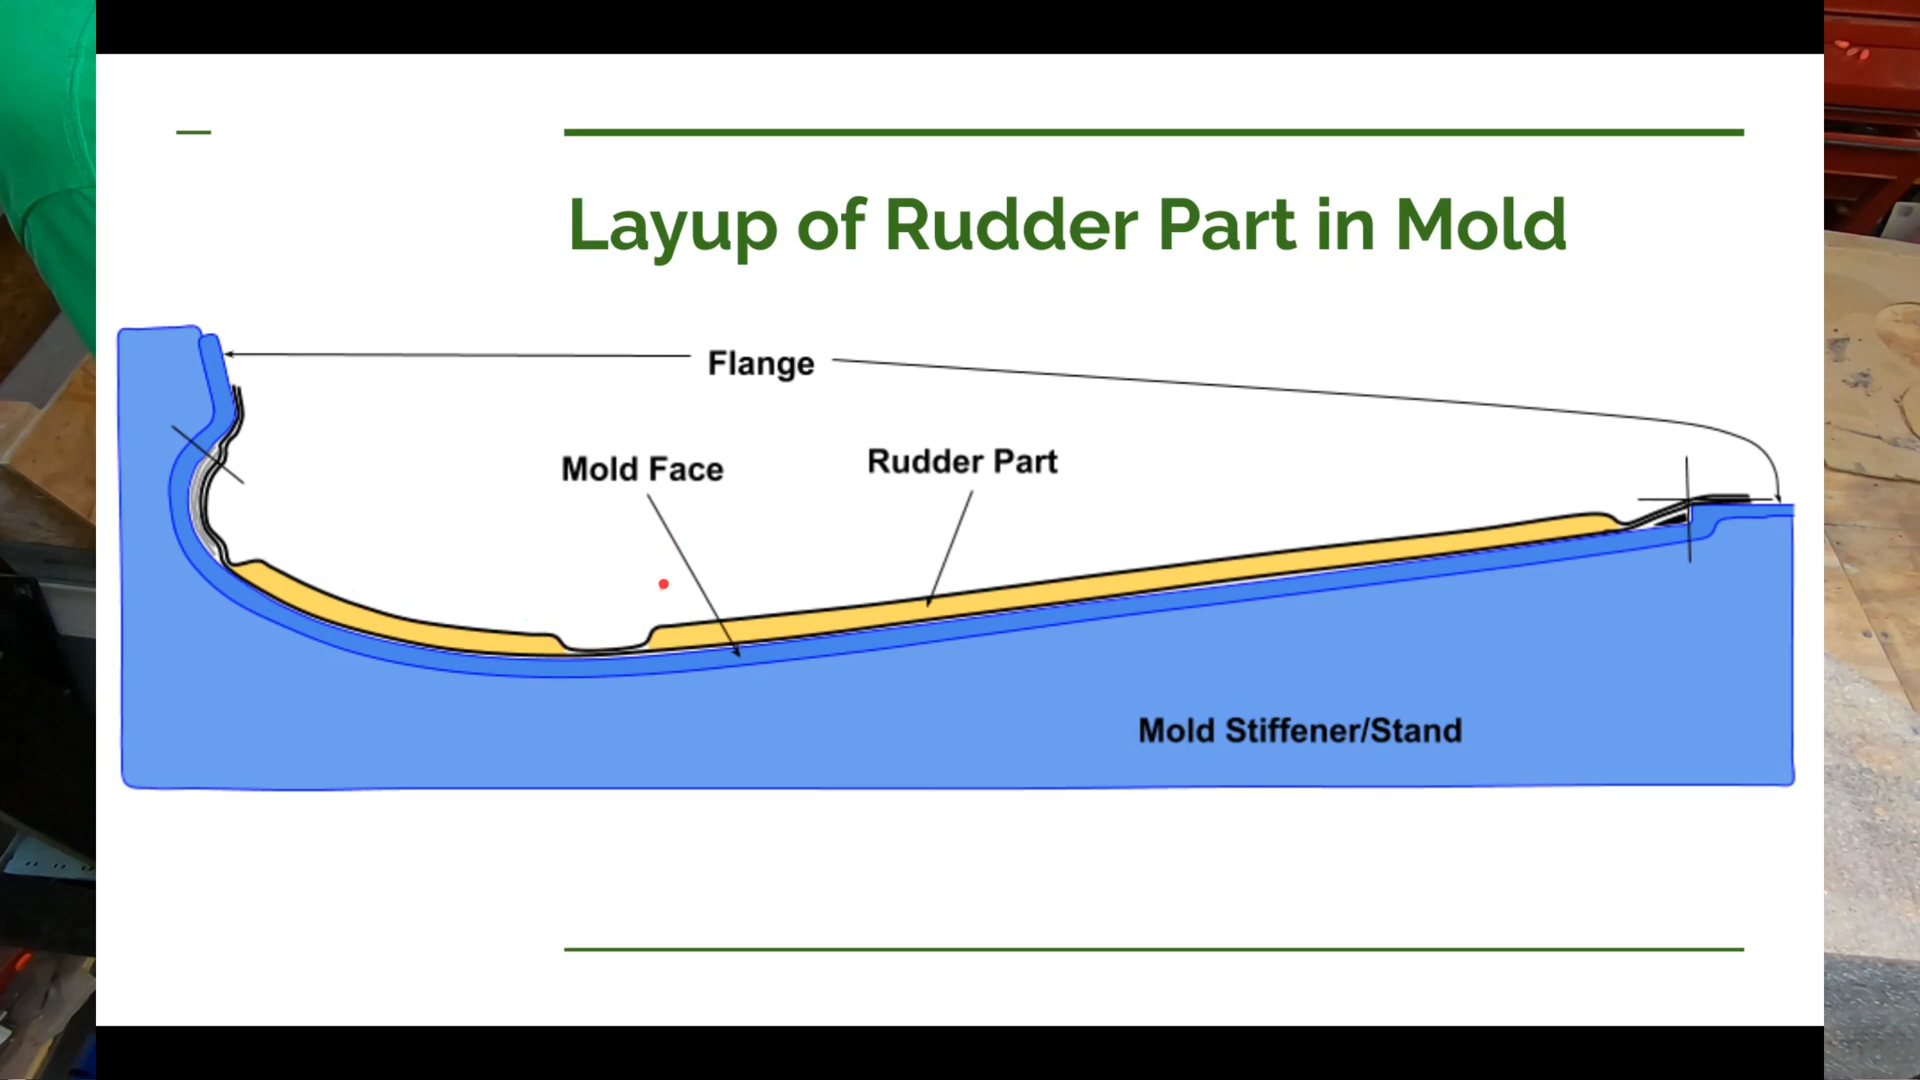 Layup of Rudder Part in Mold
Flange
Mold Face
Rudder Part
Mold Stiffener/Stand